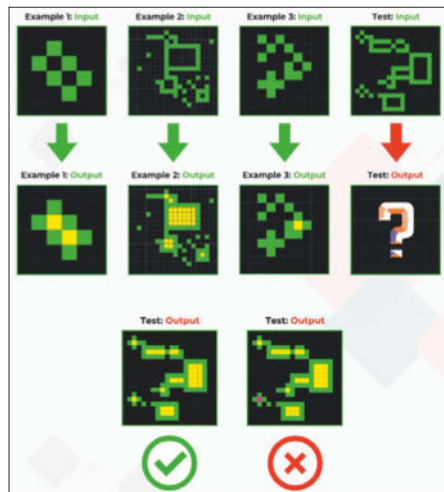 Example 1: Input
Example 2: Input
Example 3: Input
Test: Input
Example 1: Output
Example 2: Output
Example 3: Output
Test: Output
?
Test: Output
Test: Output